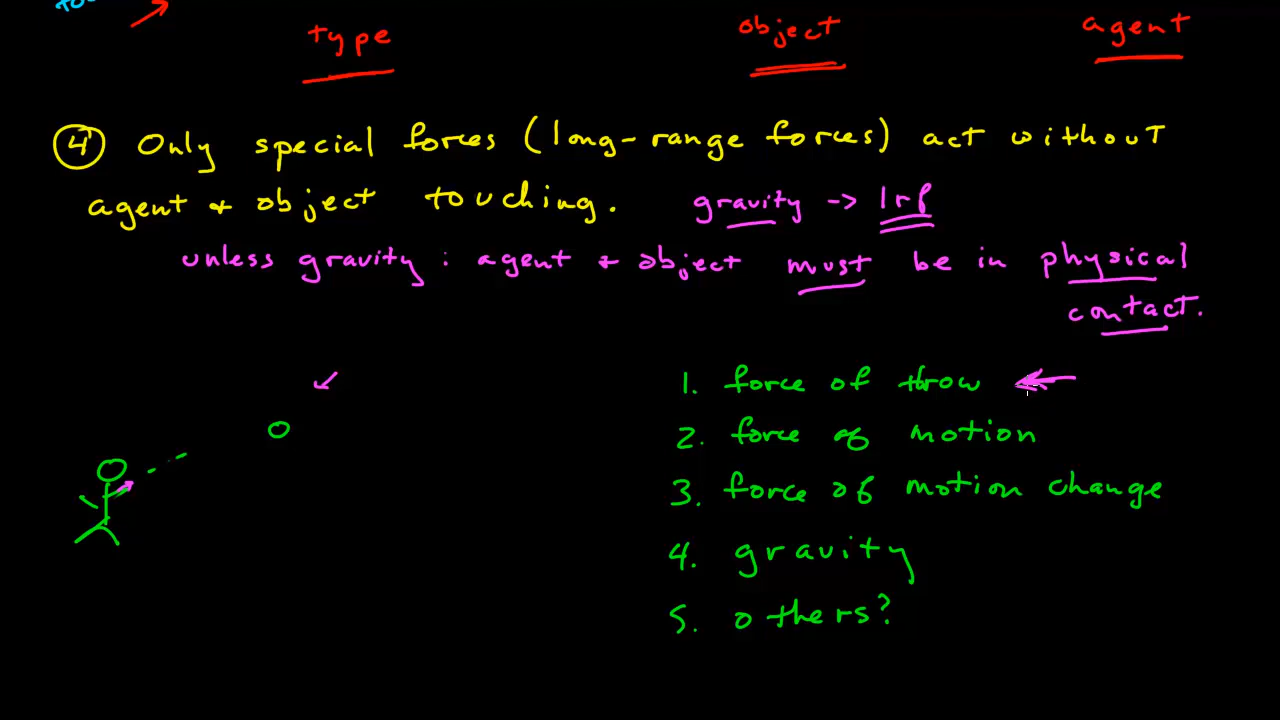 type object agent
④ Only special forces (long-range forces) act without
agent & object touching. gravity -> lrf
unless gravity: agent & object must be in physical
contact.
1. force of throw
2. force of motion
3. force of motion change
4. gravity
5. others?